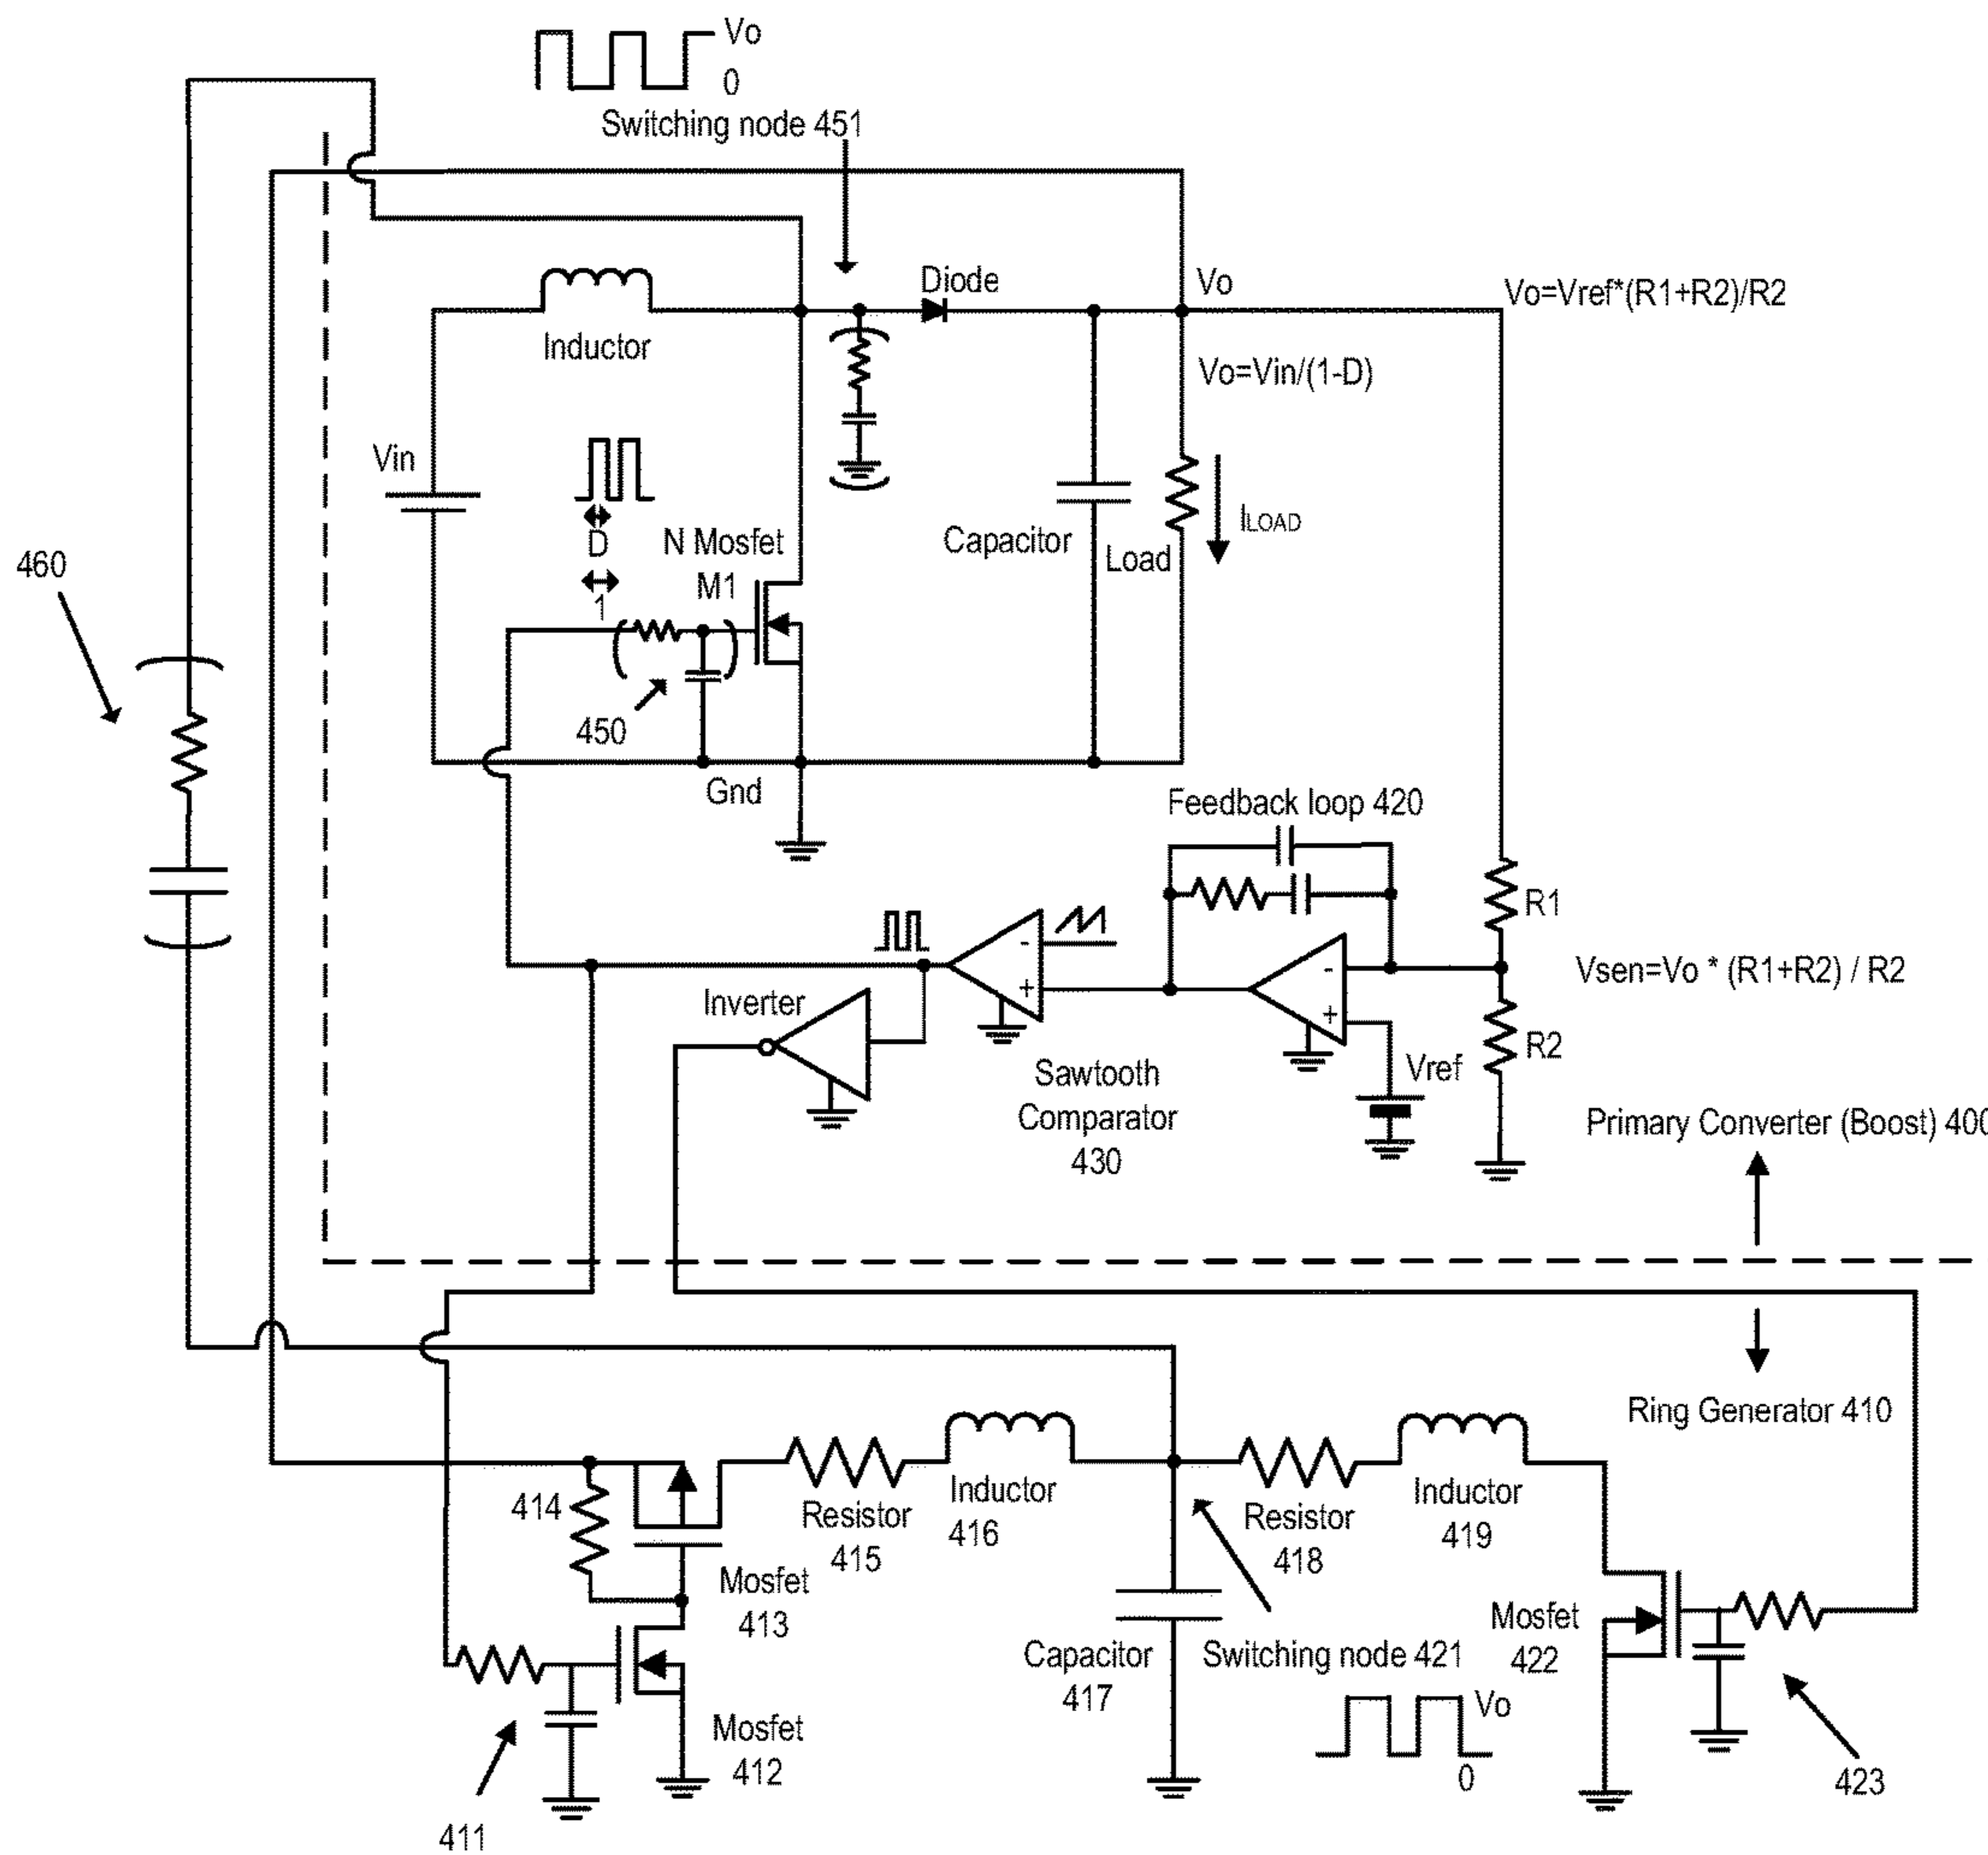 Vo
0
Switching node 451
Diode
Vo
Vo=Vref*(R1+R2)/R2
Inductor
Vo=Vin/(1-D)
Vin
D
1
N Mosfet
M1
Capacitor
Load
ILOAD
460
450
Gnd
Feedback loop 420
R1
-
+
-
+
Vsen=Vo * (R1+R2) / R2
Inverter
R2
Vref
Sawtooth
Comparator
430
Primary Converter (Boost) 400
Ring Generator 410
414
Resistor
415
Inductor
416
Resistor
418
Inductor
419
Mosfet
413
Mosfet
422
Capacitor
417
Switching node 421
Vo
0
Mosfet
412
411
423